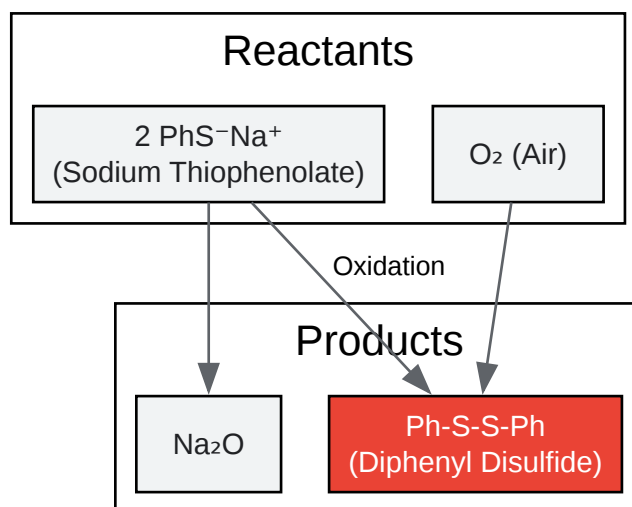 Reactants
2 PhS⁻Na⁺
(Sodium Thiophenolate)
O₂ (Air)
Oxidation
Products
Na₂O
Ph-S-S-Ph
(Diphenyl Disulfide)